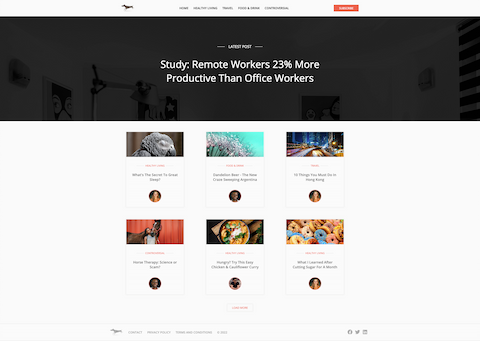 HOME HEALTHY LIVING TRAVEL FOOD & DRINK CONTROVERSIAL SUBSCRIBE
LATEST POST
Study: Remote Workers 23% More
Productive Than Office Workers
HEALTHY LIVING
What's The Secret To Great
Sleep?
FOOD & DRINK
Dandelion Beer - The New
Craze Sweeping Argentina
TRAVEL
10 Things You Must Do In
Hong Kong
CONTROVERSIAL
Horse Therapy: Science or
Scam?
HEALTHY LIVING
Hungry? Try This Easy
Chicken & Cauliflower Curry
HEALTHY LIVING
What I Learned After
Cutting Sugar For A Month
LOAD MORE
CONTACT PRIVACY POLICY TERMS AND CONDITIONS © 2023